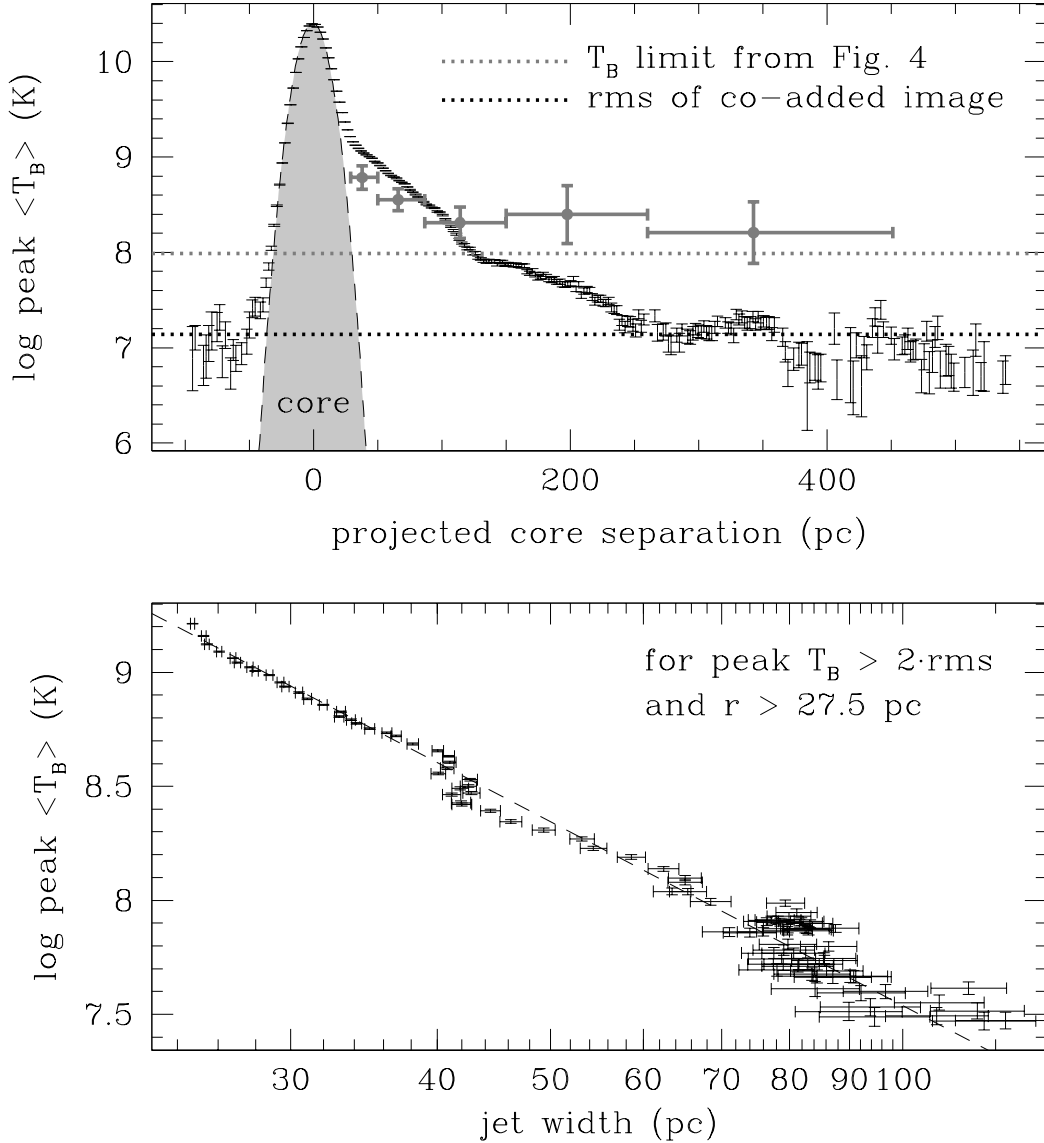 log peak <T_B> (K)
10
9
8
7
6
T_B limit from Fig. 4
rms of co-added image
core
0
200
400
projected core separation (pc)
log peak <T_B> (K)
9
8.5
8
7.5
for peak T_B > 2·rms
and r > 27.5 pc
30
40
50
60
70
80
90
100
jet width (pc)